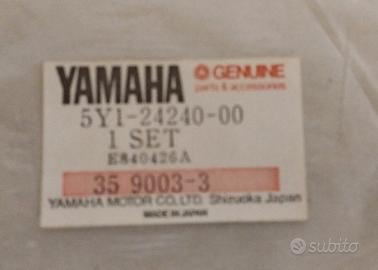 YAMAHA GENUINE
parts & accessories
5Y1-24240-00
1 SET
E840426A
35 9003-3
YAMAHA MOTOR CO., LTD. Shizuoka Japan
MADE IN JAPAN
subito